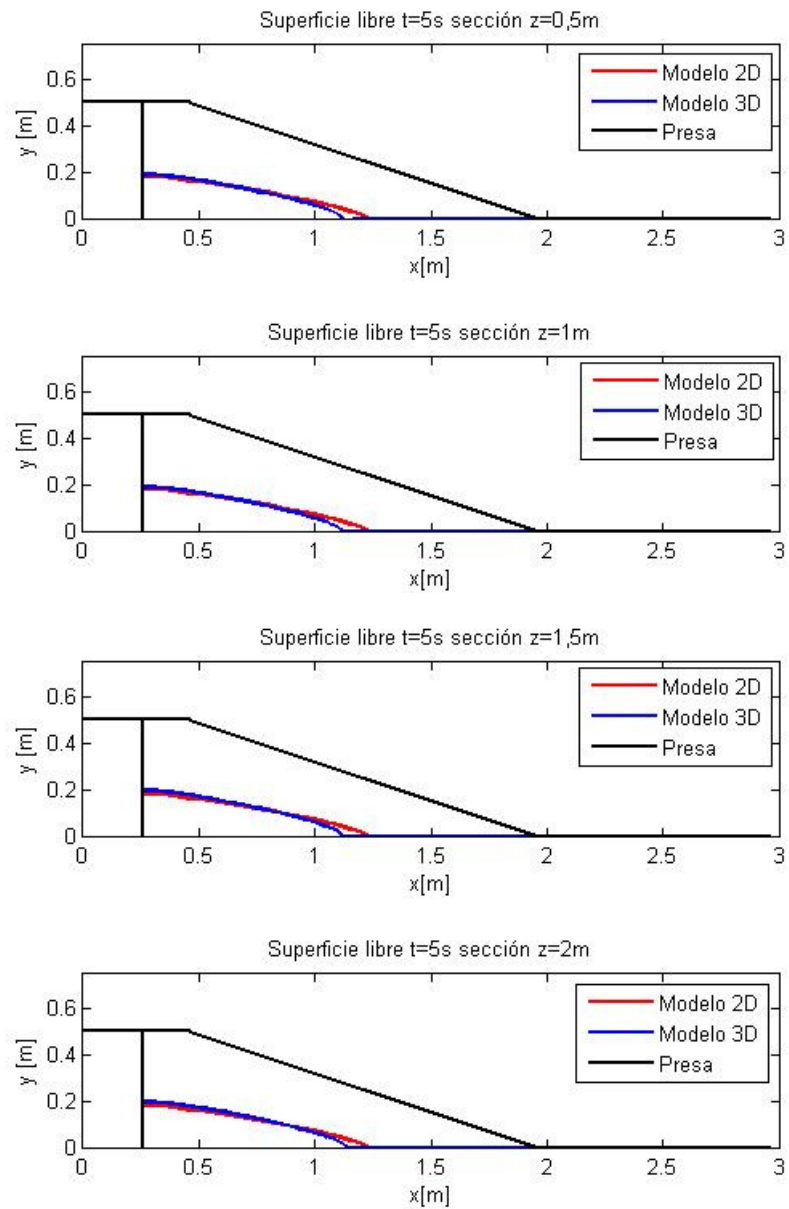 Superficie libre t=5s sección z=0,5m
Modelo 2D
Modelo 3D
Presa
y [m]
0.6
0.4
0.2
0
0 0.5 1 1.5 2 2.5 3
x[m]
Superficie libre t=5s sección z=1m
Modelo 2D
Modelo 3D
Presa
y [m]
0.6
0.4
0.2
0
0 0.5 1 1.5 2 2.5 3
x[m]
Superficie libre t=5s sección z=1,5m
Modelo 2D
Modelo 3D
Presa
y [m]
0.6
0.4
0.2
0
0 0.5 1 1.5 2 2.5 3
x[m]
Superficie libre t=5s sección z=2m
Modelo 2D
Modelo 3D
Presa
y [m]
0.6
0.4
0.2
0
0 0.5 1 1.5 2 2.5 3
x[m]